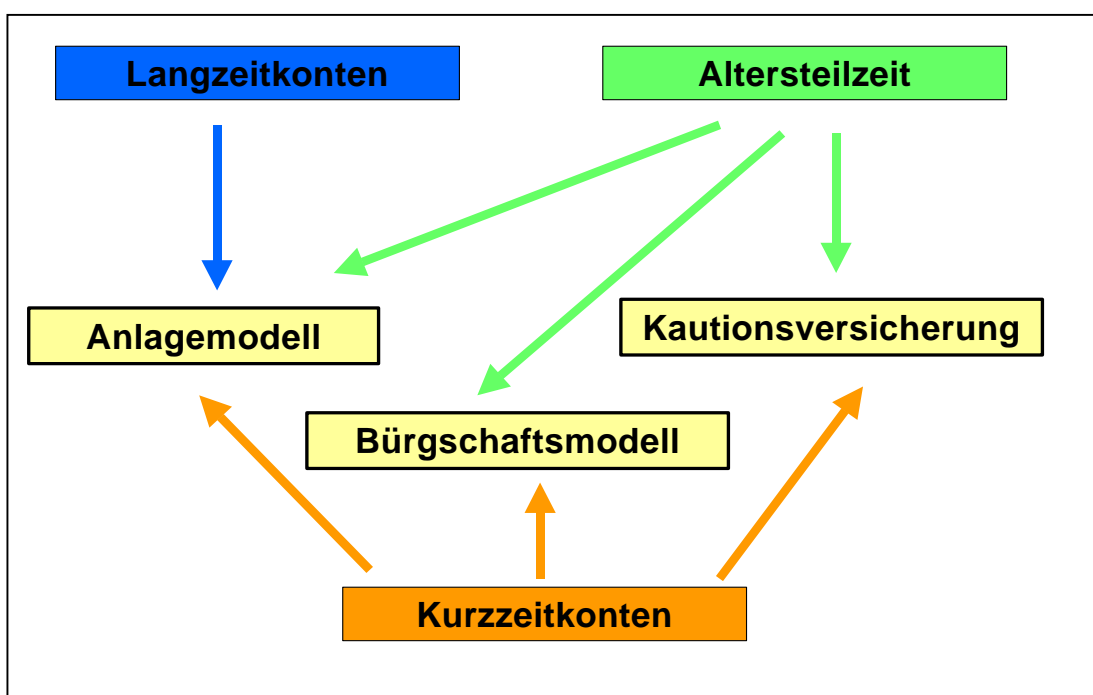 Langzeitkonten
Altersteilzeit
Anlagemodell
Kautionsversicherung
Bürgschaftsmodell
Kurzzeitkonten